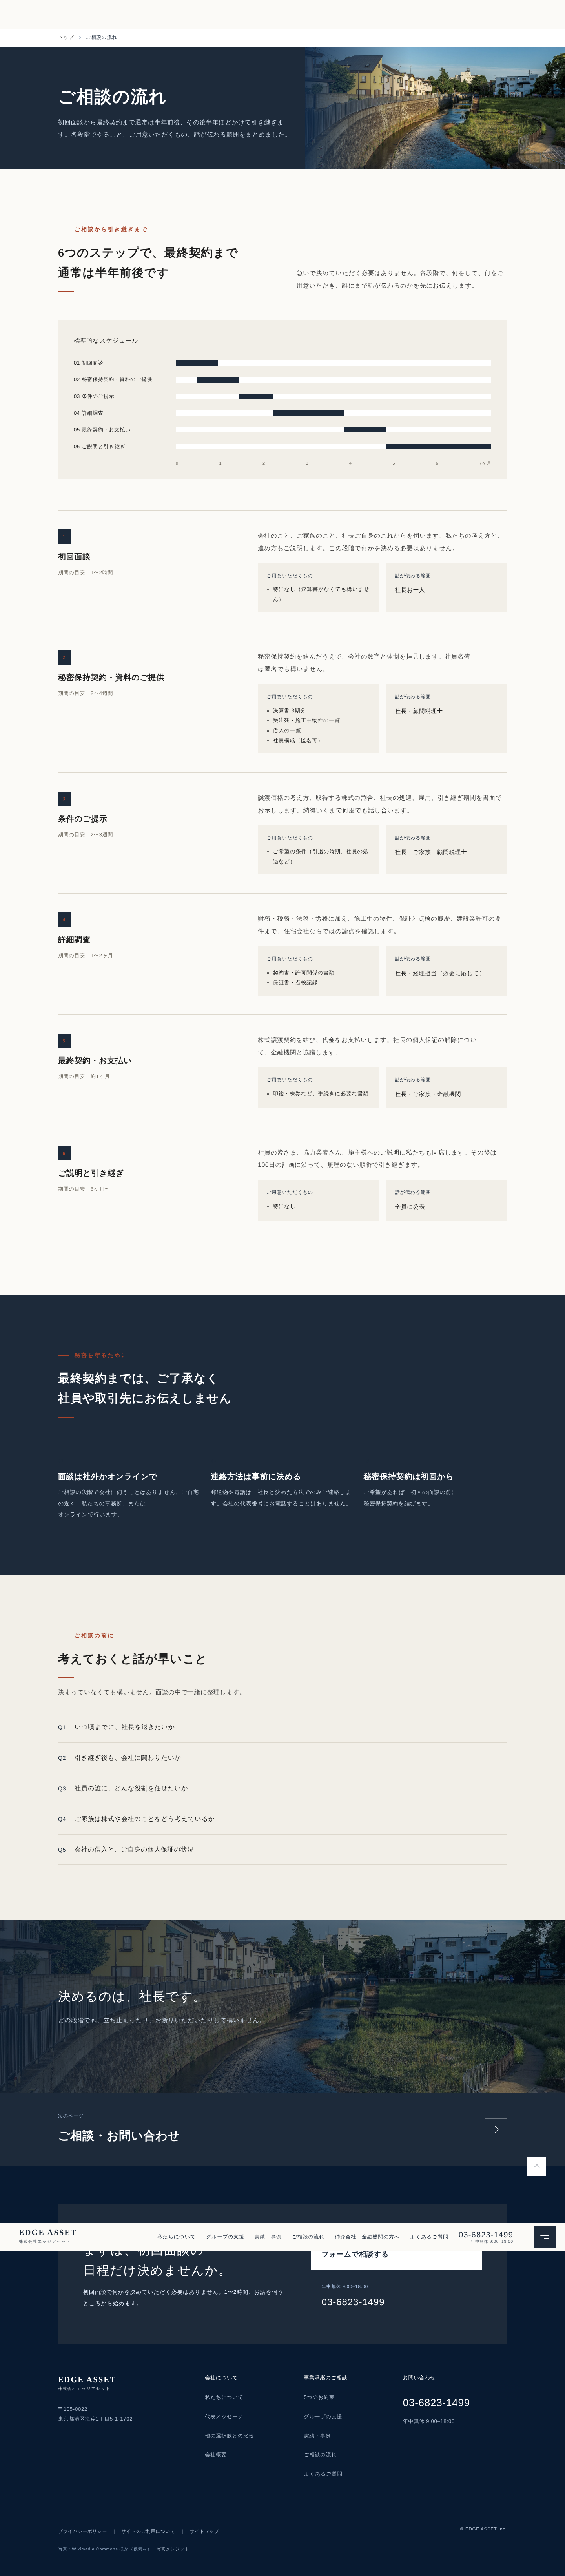 トップ > ご相談の流れ
ご相談の流れ
初回面談から最終契約まで通常は半年前後、その後半年ほどかけて引き継ぎま
す。各段階でやること、ご用意いただくもの、話が伝わる範囲をまとめました。
ご相談から引き継ぎまで
6つのステップで、最終契約まで
通常は半年前後です
急いで決めていただく必要はありません。各段階で、何をして、何をご
用意いただき、誰にまで話が伝わるのかを先にお伝えします。
標準的なスケジュール
01 初回面談
02 秘密保持契約・資料のご提供
03 条件のご提示
04 詳細調査
05 最終契約・お支払い
06 ご説明と引き継ぎ
0 1 2 3 4 5 6 7ヶ月
1
初回面談
期間の目安 1〜2時間
会社のこと、ご家族のこと、社長ご自身のこれからを伺います。私たちの考え方と、
進め方もご説明します。この段階で何かを決める必要はありません。
ご用意いただくもの
特になし（決算書がなくても構いませ
ん）
話が伝わる範囲
社長お一人
2
秘密保持契約・資料のご提供
期間の目安 2〜4週間
秘密保持契約を結んだうえで、会社の数字と体制を拝見します。社員名簿
は匿名でも構いません。
ご用意いただくもの
決算書 3期分
受注残・施工中物件の一覧
借入の一覧
社員構成（匿名可）
話が伝わる範囲
社長・顧問税理士
3
条件のご提示
期間の目安 2〜3週間
譲渡価格の考え方、取得する株式の割合、社長の処遇、雇用、引き継ぎ期間を書面で
お示しします。納得いくまで何度でも話し合います。
ご用意いただくもの
ご希望の条件（引退の時期、社員の処
遇など）
話が伝わる範囲
社長・ご家族・顧問税理士
4
詳細調査
期間の目安 1〜2ヶ月
財務・税務・法務・労務に加え、施工中の物件、保証と点検の履歴、建設業許可の要
件まで、住宅会社ならではの論点を確認します。
ご用意いただくもの
契約書・許可関係の書類
保証書・点検記録
話が伝わる範囲
社長・経理担当（必要に応じて）
5
最終契約・お支払い
期間の目安 約1ヶ月
株式譲渡契約を結び、代金をお支払いします。社長の個人保証の解除につい
て、金融機関と協議します。
ご用意いただくもの
印鑑・株券など、手続きに必要な書類
話が伝わる範囲
社長・ご家族・金融機関
6
ご説明と引き継ぎ
期間の目安 6ヶ月〜
社員の皆さま、協力業者さん、施主様へのご説明に私たちも同席します。その後は
100日の計画に沿って、無理のない順番で引き継ぎます。
ご用意いただくもの
特になし
話が伝わる範囲
全員に公表
秘密を守るために
最終契約までは、ご了承なく
社員や取引先にお伝えしません
面談は社外かオンラインで
ご相談の段階で会社に伺うことはありません。ご自宅
の近く、私たちの事務所、または
オンラインで行います。
連絡方法は事前に決める
郵送物や電話は、社長と決めた方法でのみご連絡しま
す。会社の代表番号にお電話することはありません。
秘密保持契約は初回から
ご希望があれば、初回の面談の前に
秘密保持契約を結びます。
ご相談の前に
考えておくと話が早いこと
決まっていなくても構いません。面談の中で一緒に整理します。
Q1 いつ頃までに、社長を退きたいか
Q2 引き継ぎ後も、会社に関わりたいか
Q3 社員の誰に、どんな役割を任せたいか
Q4 ご家族は株式や会社のことをどう考えているか
Q5 会社の借入と、ご自身の個人保証の状況
決めるのは、社長です。
どの段階でも、立ち止まったり、お断りいただいたりして構いません。
次のページ
ご相談・お問い合わせ
EDGE ASSET
株式会社エッジアセット
私たちについて グループの支援 実績・事例 ご相談の流れ 仲介会社・金融機関の方へ よくあるご質問
03-6823-1499
年中無休 9:00–18:00
まずは、初回面談の
日程だけ決めませんか。
初回面談で何かを決めていただく必要はありません。1〜2時間、お話を伺う
ところから始めます。
フォームで相談する
年中無休 9:00–18:00
03-6823-1499
EDGE ASSET
株式会社エッジアセット
〒105-0022
東京都港区海岸2丁目5-1-1702
会社について
私たちについて
代表メッセージ
他の選択肢との比較
会社概要
事業承継のご相談
5つのお約束
グループの支援
実績・事例
ご相談の流れ
よくあるご質問
お問い合わせ
03-6823-1499
年中無休 9:00–18:00
プライバシーポリシー | サイトのご利用について | サイトマップ
© EDGE ASSET Inc.
写真：Wikimedia Commons ほか（改変前） 写真クレジット